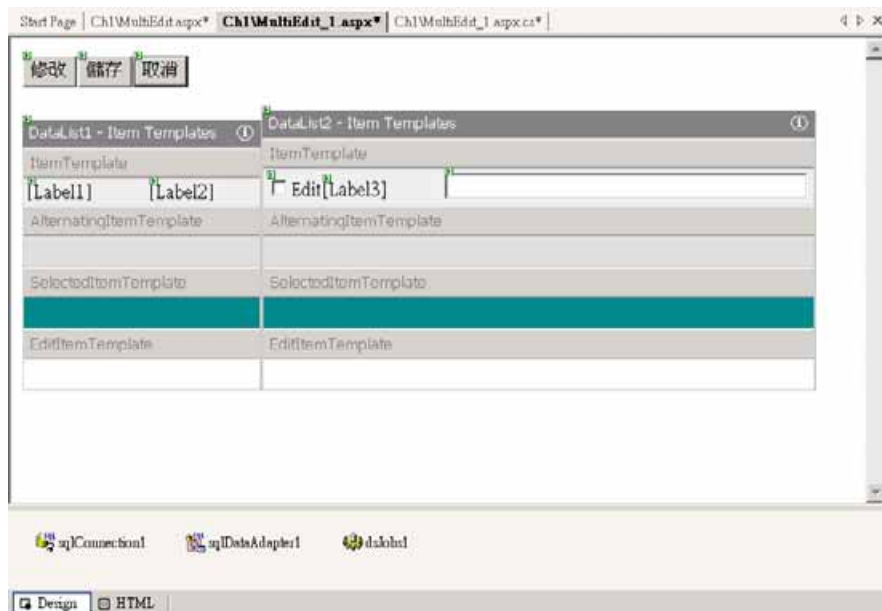 Start Page Ch1\MultiEdit.aspx* Ch1\MultiEdit_1.aspx* Ch1\MultiEdit_1.aspx.cs*
修改 儲存 取消
DataList1 - Item Templates DataList2 - Item Templates
ItemTemplate ItemTemplate
[Label1] [Label2] Edit[Label3]
AlternatingItemTemplate AlternatingItemTemplate
SelectedItemTemplate SelectedItemTemplate
EditItemTemplate EditItemTemplate
sqlConnection1 sqlDataAdapter1 dsJobs1
Design HTML